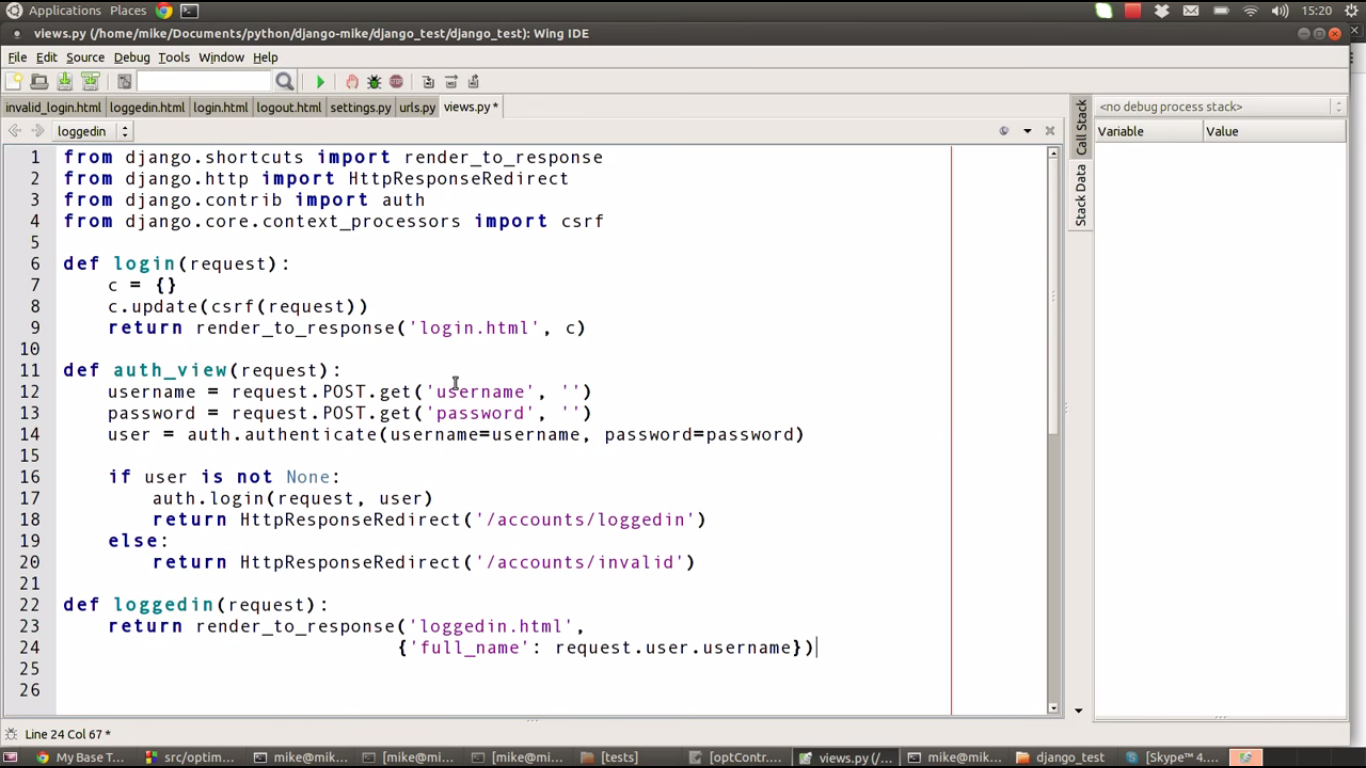 Applications Places 15:20
views.py (/home/mike/Documents/python/django-mike/django_test/django_test): Wing IDE
File Edit Source Debug Tools Window Help
invalid_login.html loggedin.html login.html logout.html settings.py urls.py views.py * <no debug process stack>
loggedin Variable Value
Call Stack
Stack Data
1 from django.shortcuts import render_to_response
2 from django.http import HttpResponseRedirect
3 from django.contrib import auth
4 from django.core.context_processors import csrf
5
6 def login(request):
7 c = {}
8 c.update(csrf(request))
9 return render_to_response('login.html', c)
10
11 def auth_view(request):
12 username = request.POST.get('username', '')
13 password = request.POST.get('password', '')
14 user = auth.authenticate(username=username, password=password)
15
16 if user is not None:
17 auth.login(request, user)
18 return HttpResponseRedirect('/accounts/loggedin')
19 else:
20 return HttpResponseRedirect('/accounts/invalid')
21
22 def loggedin(request):
23 return render_to_response('loggedin.html',
24 {'full_name': request.user.username})
25
26
Line 24 Col 67 *
My Base T... src/optim... mike@mik... [mike@mi... [mike@mi... [tests] [optContr... views.py (/... mike@mik... django_test [Skype™ 4....